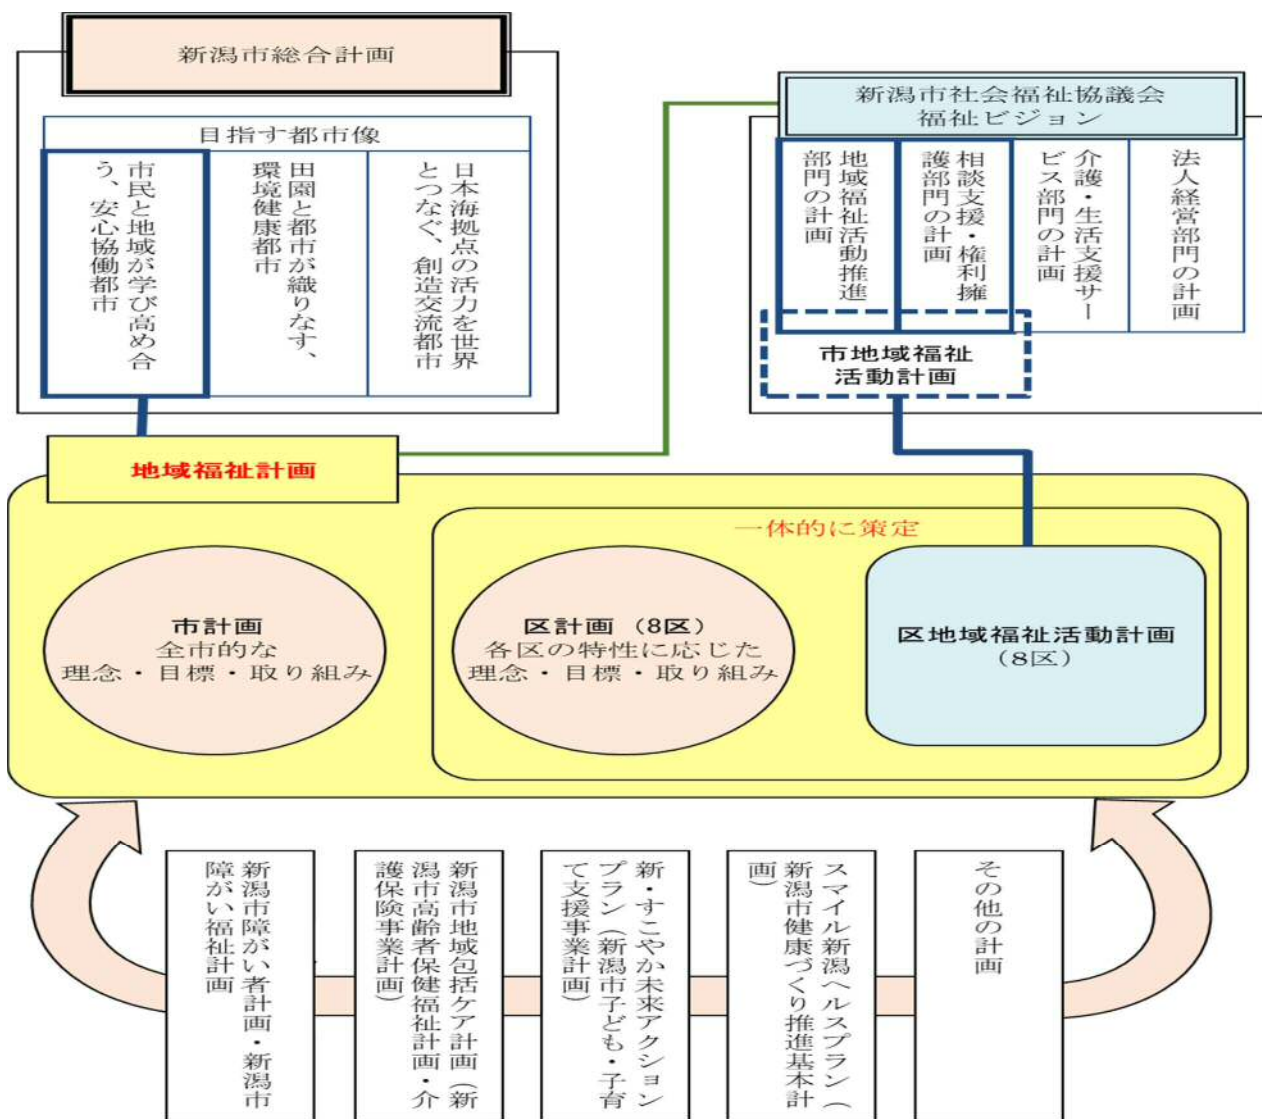 新潟市総合計画
目指す都市像
市民と地域が学び高め合
う、安心協働都市
田園と都市が織りなす、
環境健康都市
日本海拠点の活力を世界
とつなぐ、創造交流都市
新潟市社会福祉協議会
福祉ビジョン
地域福祉活動推進
部門の計画
相談支援・権利擁
護部門の計画
介護・生活支援サー
ビス部門の計画
法人経営部門の計画
市地域福祉
活動計画
地域福祉計画
一体的に策定
市計画
全市的な
理念・目標・取り組み
区計画（8区）
各区の特性に応じた
理念・目標・取り組み
区地域福祉活動計画
（8区）
新潟市障がい者計画・新潟市
障がい福祉計画
新潟市地域包括ケア計画（新
潟市高齢者保健福祉計画・介
護保険事業計画）
新・すこやか未来アクション
プラン（新潟市子ども・子育
て支援事業計画）
スマイル新潟ヘルスプラン（
新潟市健康づくり推進基本計
画）
その他の計画